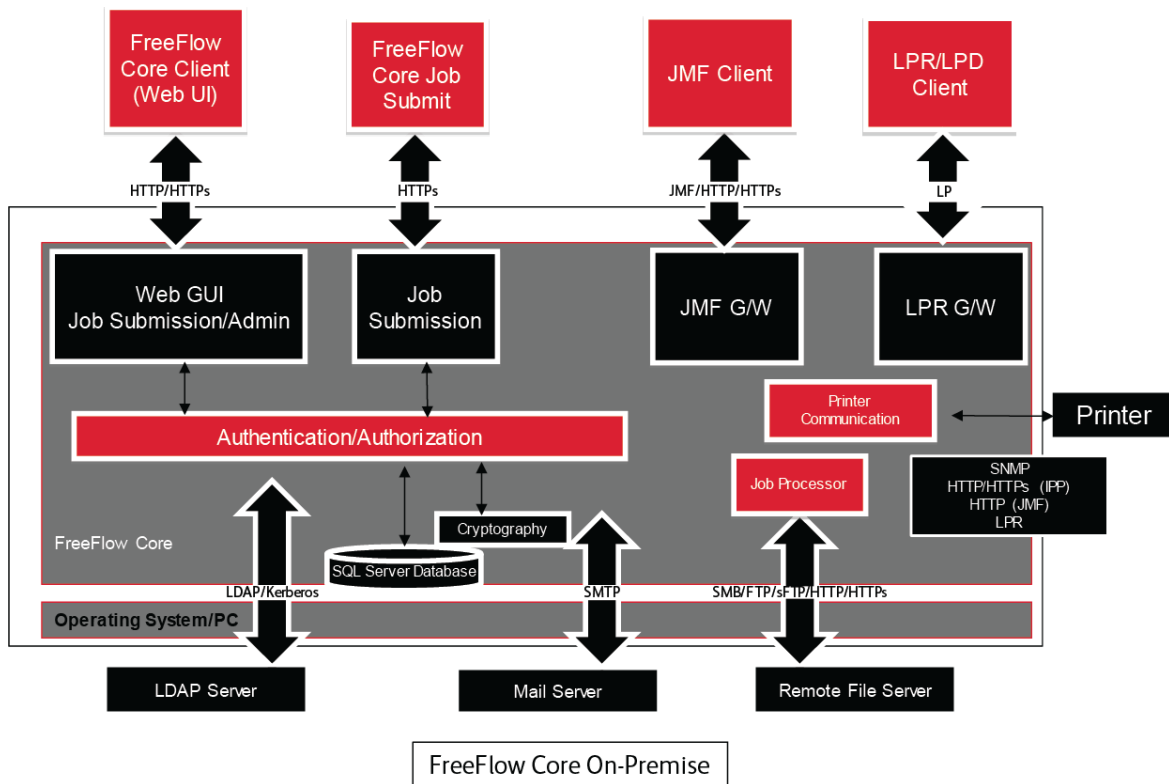 FreeFlow
Core Client
(Web UI)
FreeFlow
Core Job
Submit
JMF Client
LPR/LPD
Client
HTTP/HTTPs
HTTPs
JMF/HTTP/HTTPs
LP
Web GUI
Job Submission/Admin
Job
Submission
JMF G/W
LPR G/W
Printer
Communication
Printer
Authentication/Authorization
Job Processor
SNMP
HTTP/HTTPs (IPP)
HTTP (JMF)
LPR
Cryptography
FreeFlow Core
SQL Server Database
LDAP/Kerberos
SMTP
SMB/FTP/sFTP/HTTP/HTTPs
Operating System/PC
LDAP Server
Mail Server
Remote File Server
FreeFlow Core On-Premise